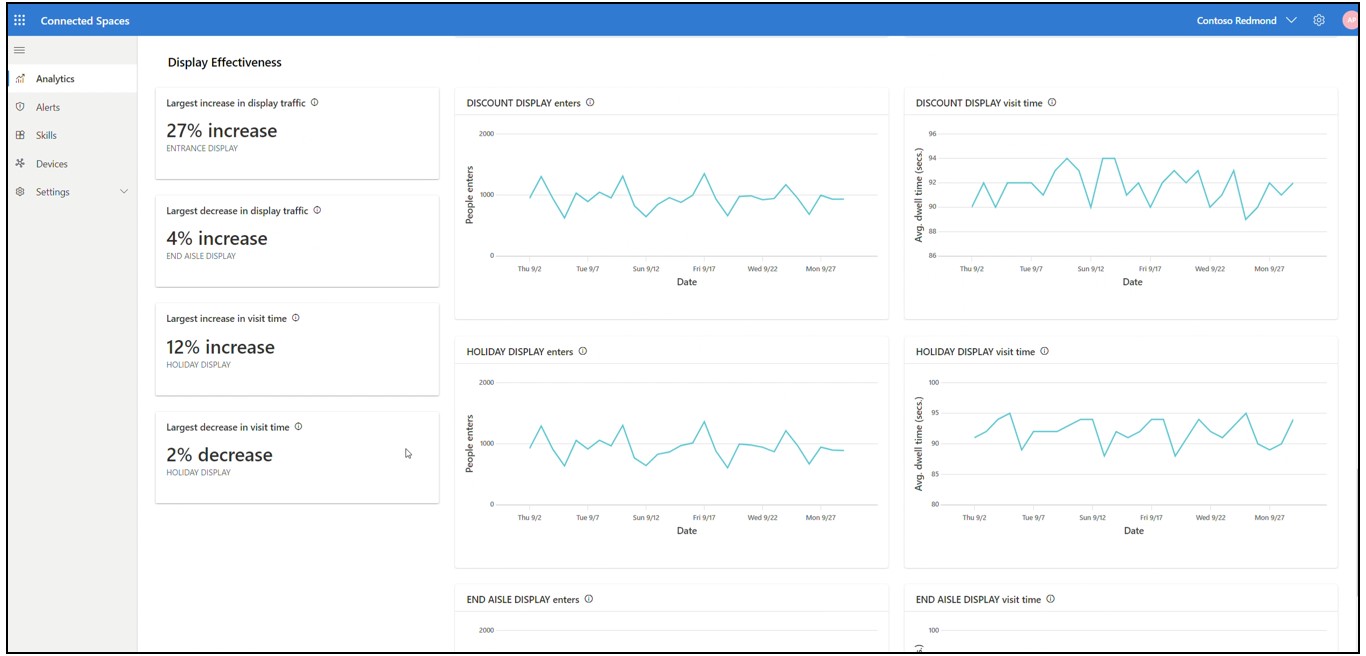 Connected Spaces
Contoso Redmond
AP
Analytics
Alerts
Skills
Devices
Settings
Display Effectiveness
Largest increase in display traffic
27% increase
ENTRANCE DISPLAY
Largest decrease in display traffic
4% increase
END AISLE DISPLAY
Largest increase in visit time
12% increase
HOLIDAY DISPLAY
Largest decrease in visit time
2% decrease
HOLIDAY DISPLAY
DISCOUNT DISPLAY enters
People enters
2000
1000
0
Thu 9/2 Tue 9/7 Sun 9/12 Fri 9/17 Wed 9/22 Mon 9/27
Date
DISCOUNT DISPLAY visit time
Avg. dwell time (secs.)
96
94
92
90
88
86
Thu 9/2 Tue 9/7 Sun 9/12 Fri 9/17 Wed 9/22 Mon 9/27
Date
HOLIDAY DISPLAY enters
People enters
2000
1000
0
Thu 9/2 Tue 9/7 Sun 9/12 Fri 9/17 Wed 9/22 Mon 9/27
Date
HOLIDAY DISPLAY visit time
Avg. dwell time (secs.)
100
95
90
85
80
Thu 9/2 Tue 9/7 Sun 9/12 Fri 9/17 Wed 9/22 Mon 9/27
Date
END AISLE DISPLAY enters
2000
END AISLE DISPLAY visit time
100